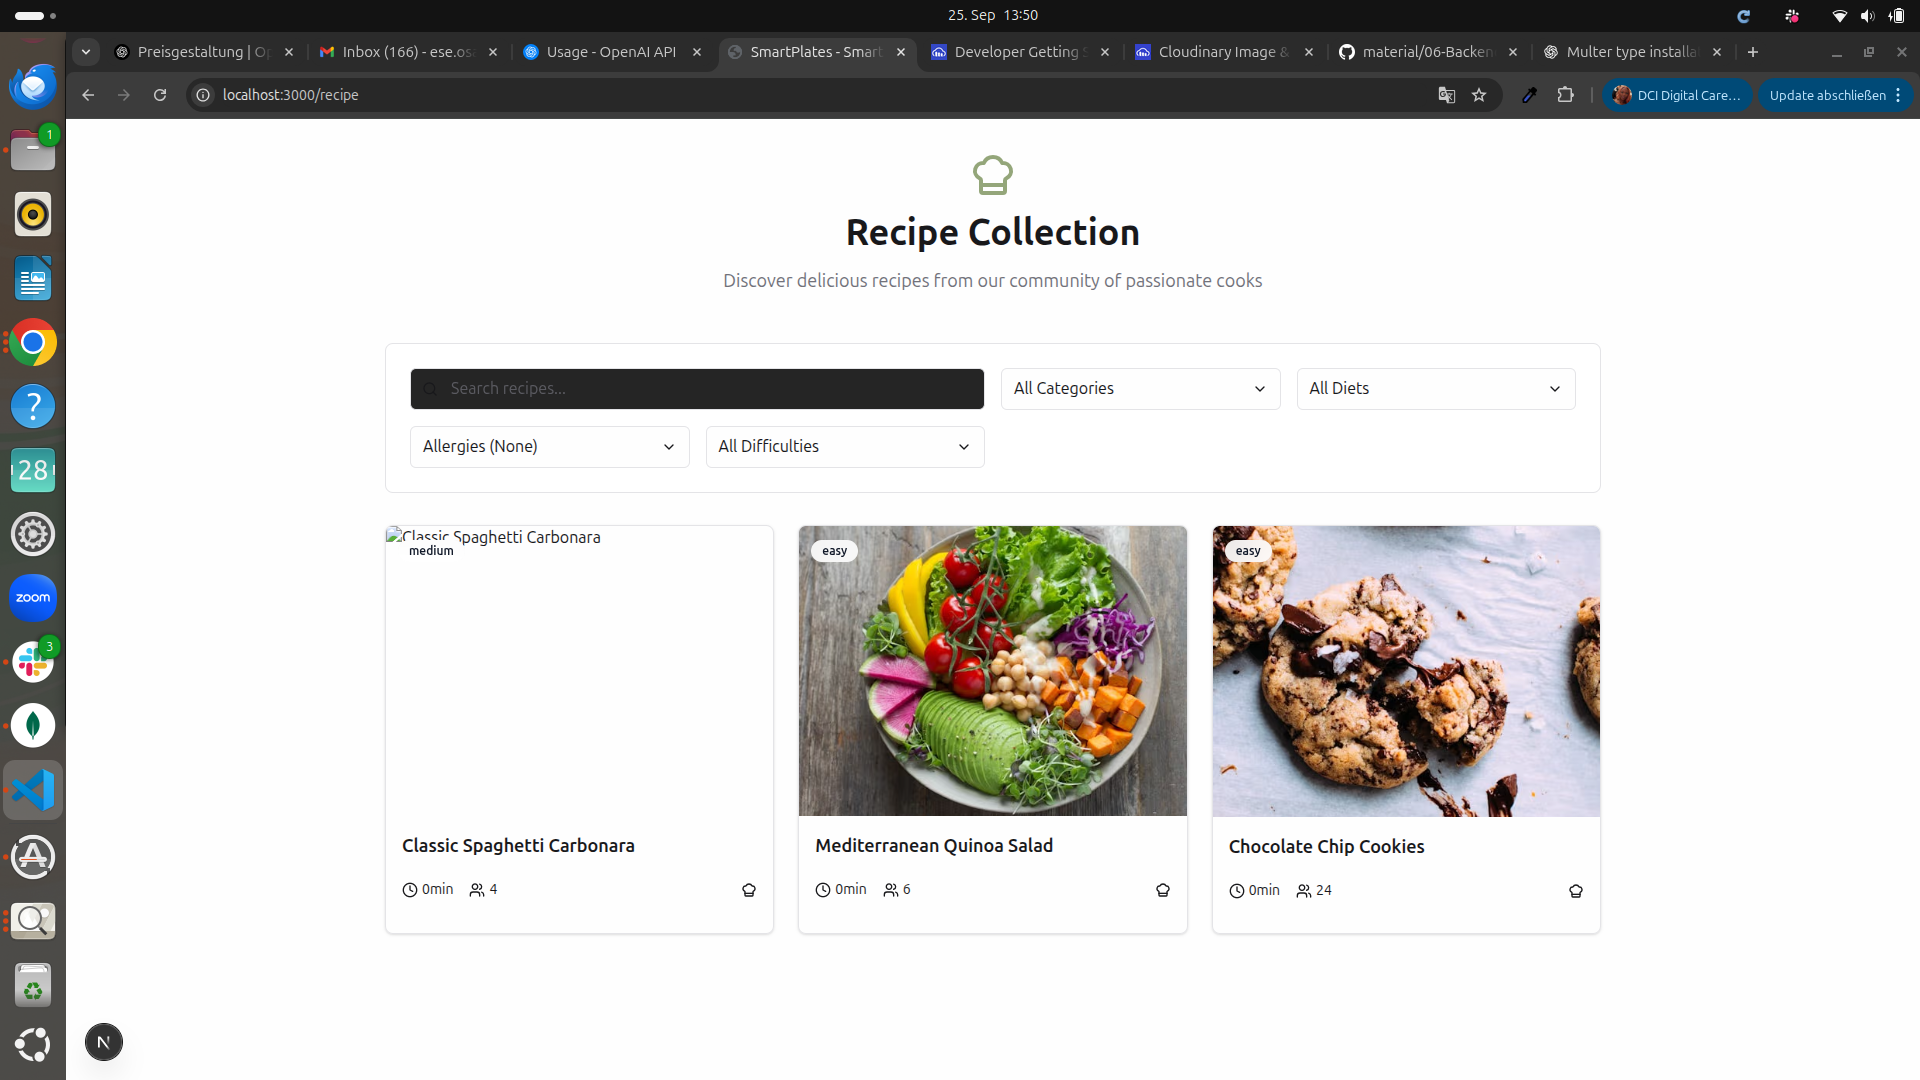 25. Sep 13:50
Preisgestaltung | Op
Inbox (166) - ese.osa
Usage - OpenAI API
SmartPlates - Smart
Developer Getting S
Cloudinary Image &
material/06-Backen
Multer type installa
localhost:3000/recipe
DCI Digital Care...
Update abschließen
1
28
zoom
3
N
Recipe Collection
Discover delicious recipes from our community of passionate cooks
Search recipes...
All Categories
All Diets
Allergies (None)
All Difficulties
Classic Spaghetti Carbonara
medium
easy
easy
Classic Spaghetti Carbonara
0min 4
Mediterranean Quinoa Salad
0min 6
Chocolate Chip Cookies
0min 24